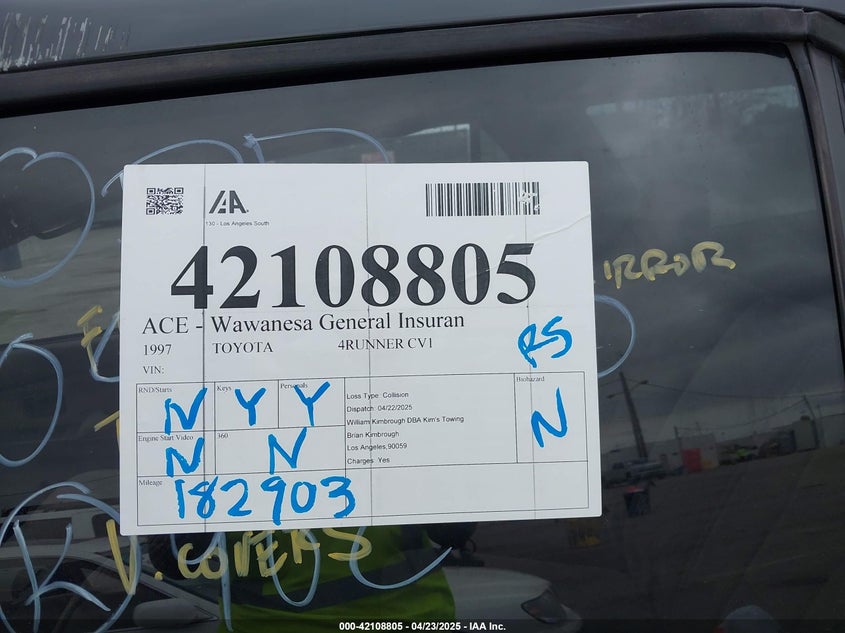 IAA
130 - Los Angeles South
42108805
IRROR
ACE - Wawanesa General Insuran
1997 TOYOTA 4RUNNER CV1
RS
VIN:
RND/Starts Keys Personals Biohazard
N Y Y N
Loss Type Collision
Dispatch 04/22/2025
William Kimbrough DBA Kim's Towing
Brian Kimbrough
Los Angeles,90059
Charges Yes
Engine Start Video 360
N N
Mileage
182903
V. COVERS
000-42108805 - 04/23/2025 - IAA Inc.